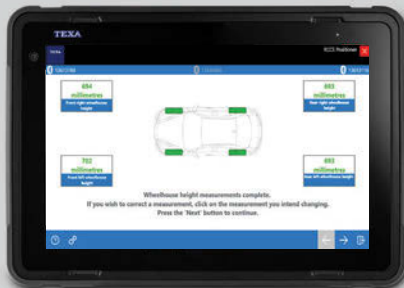 TEXA
TEXA
RCCS Positioner
694
millimetres
Front right wheelhouse
height
693
millimetres
Rear right wheelhouse
height
702
millimetres
Front left wheelhouse
height
693
millimetres
Rear left wheelhouse height
Wheelhouse height measurements complete.
If you wish to correct a measurement, click on the measurement you intend changing.
Press the 'Next' button to continue.